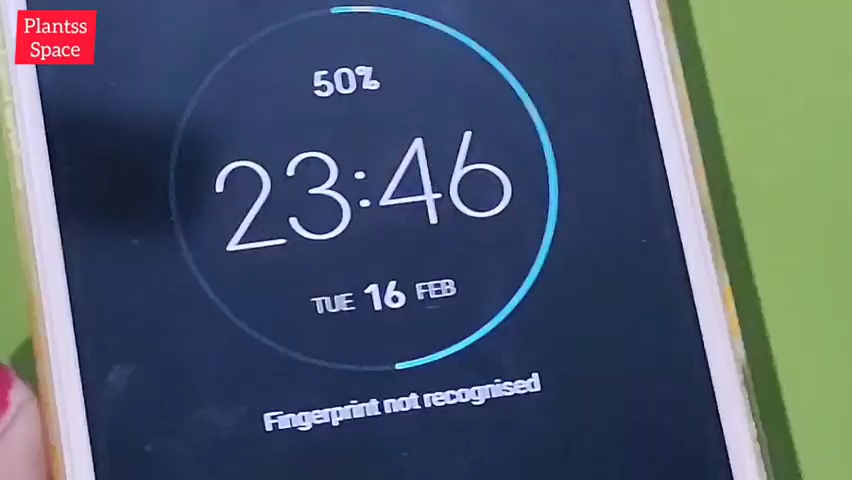 Plantss
Space
50%
23:46
TUE 16 FEB
Fingerprint not recognised